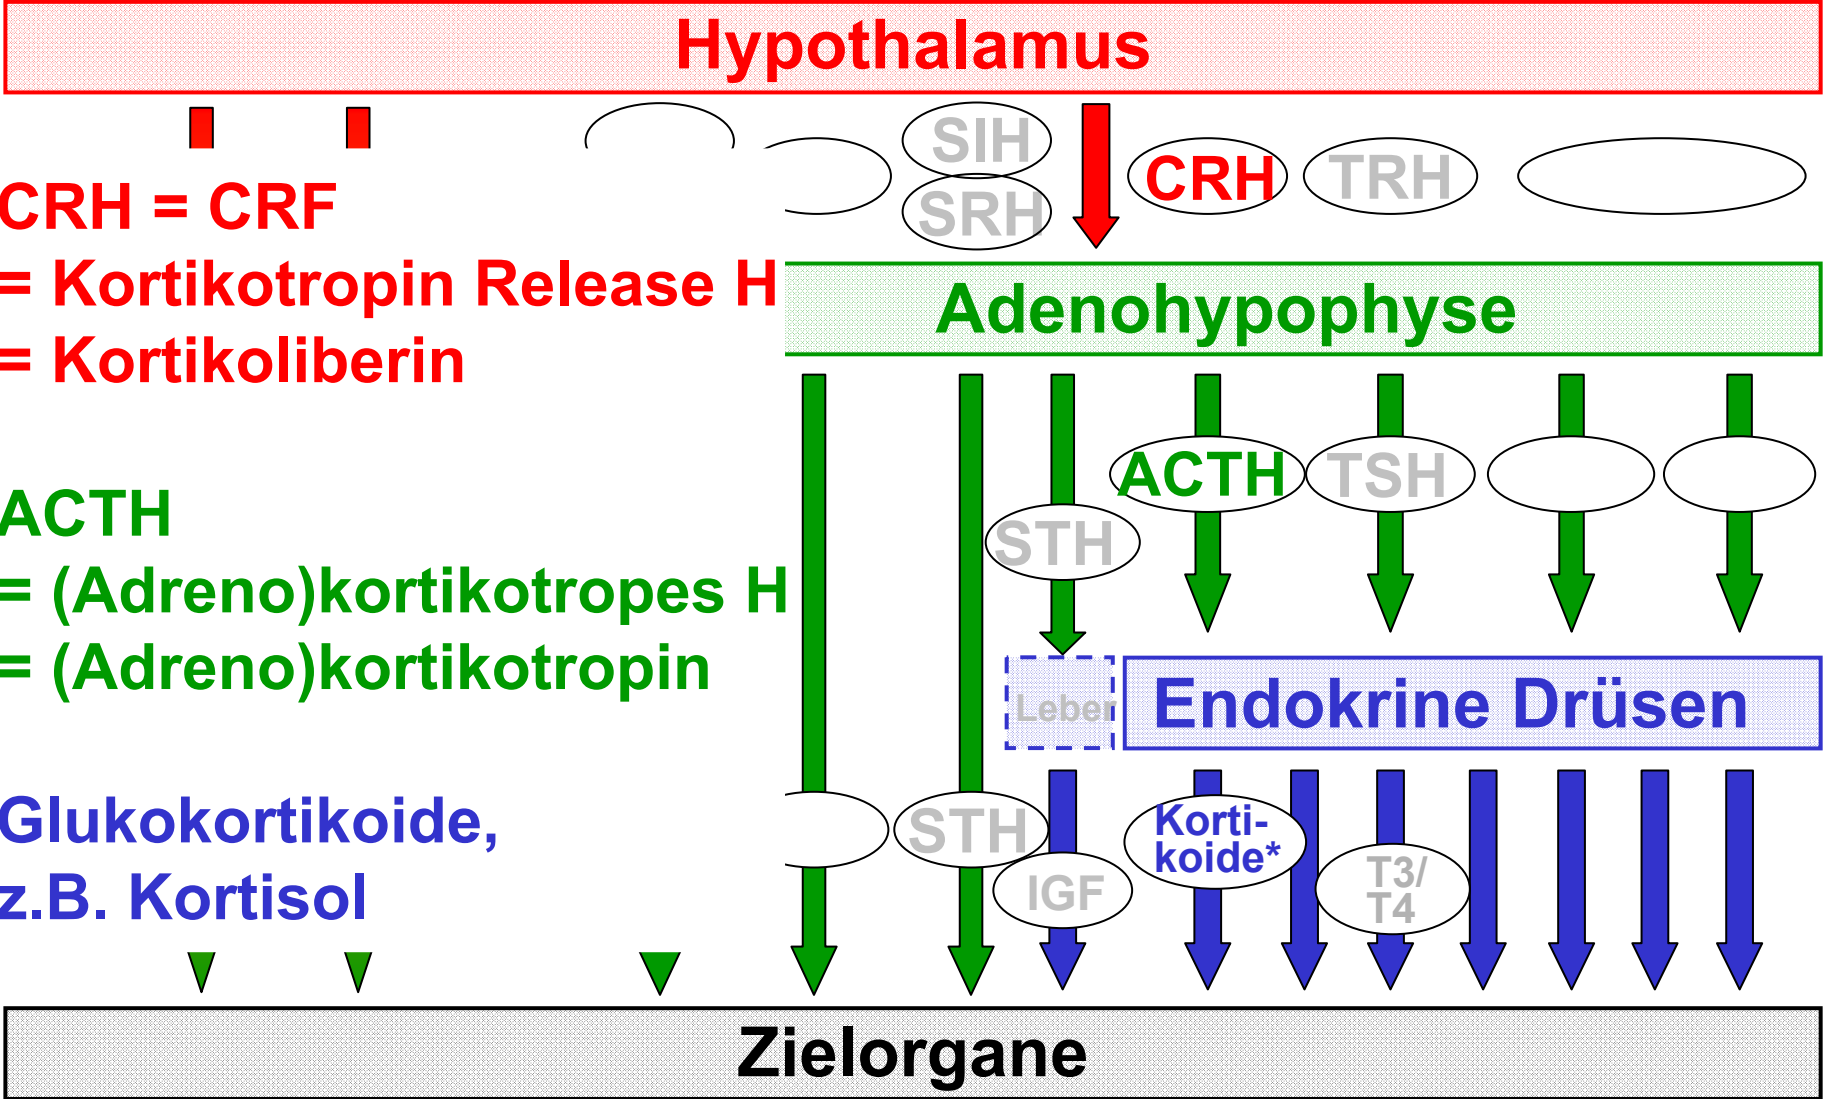 Hypothalamus
SIH
SRH
CRH
TRH
CRH = CRF
= Kortikotropin Release H
= Kortikoliberin
Adenohypophyse
ACTH
= (Adreno)kortikotropes H
= (Adreno)kortikotropin
ACTH
TSH
STH
Leber
Endokrine Drüsen
Glukokortikoide,
z.B. Kortisol
STH
IGF
Korti-
koide*
T3/
T4
Zielorgane